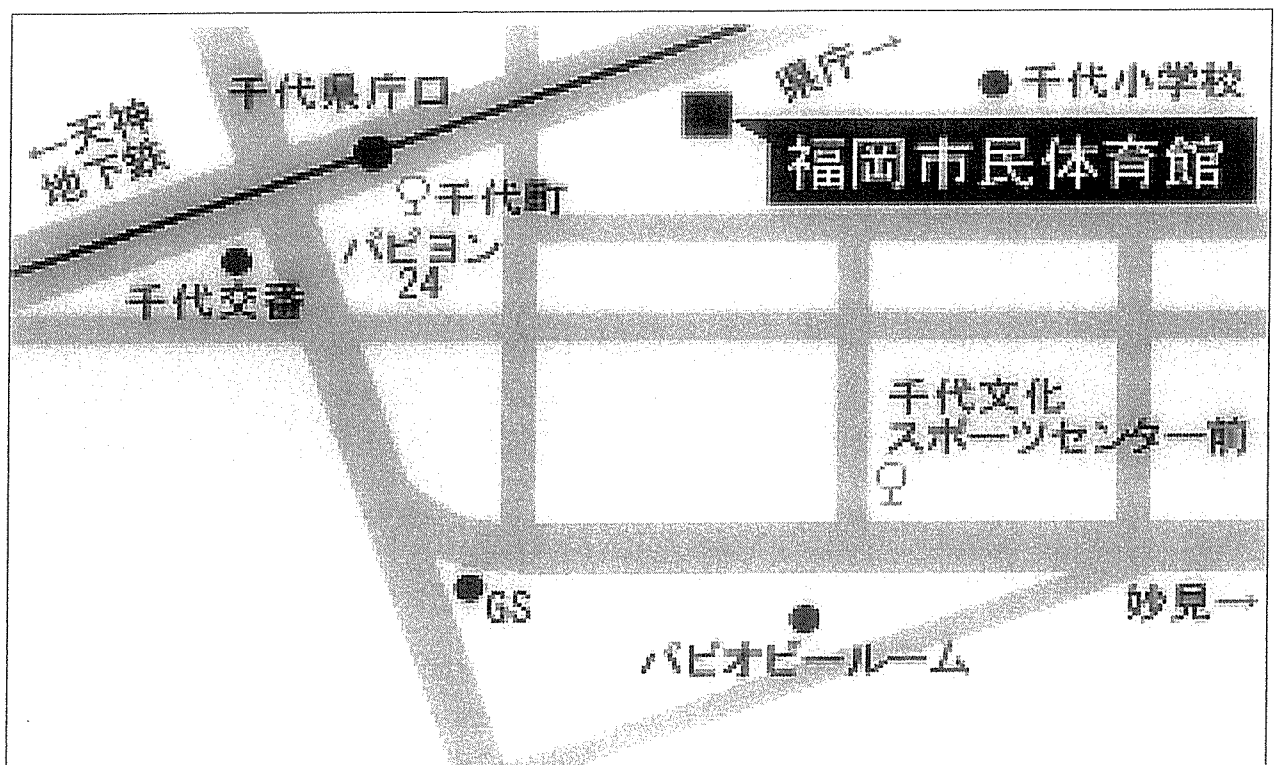 県庁→
千代県庁口
千代小学校
←天神
地下鉄
福岡市民体育館
千代町
パピヨン
24
千代交番
千代文化
スポーツセンター前
GS
妙見→
パピオビールーム